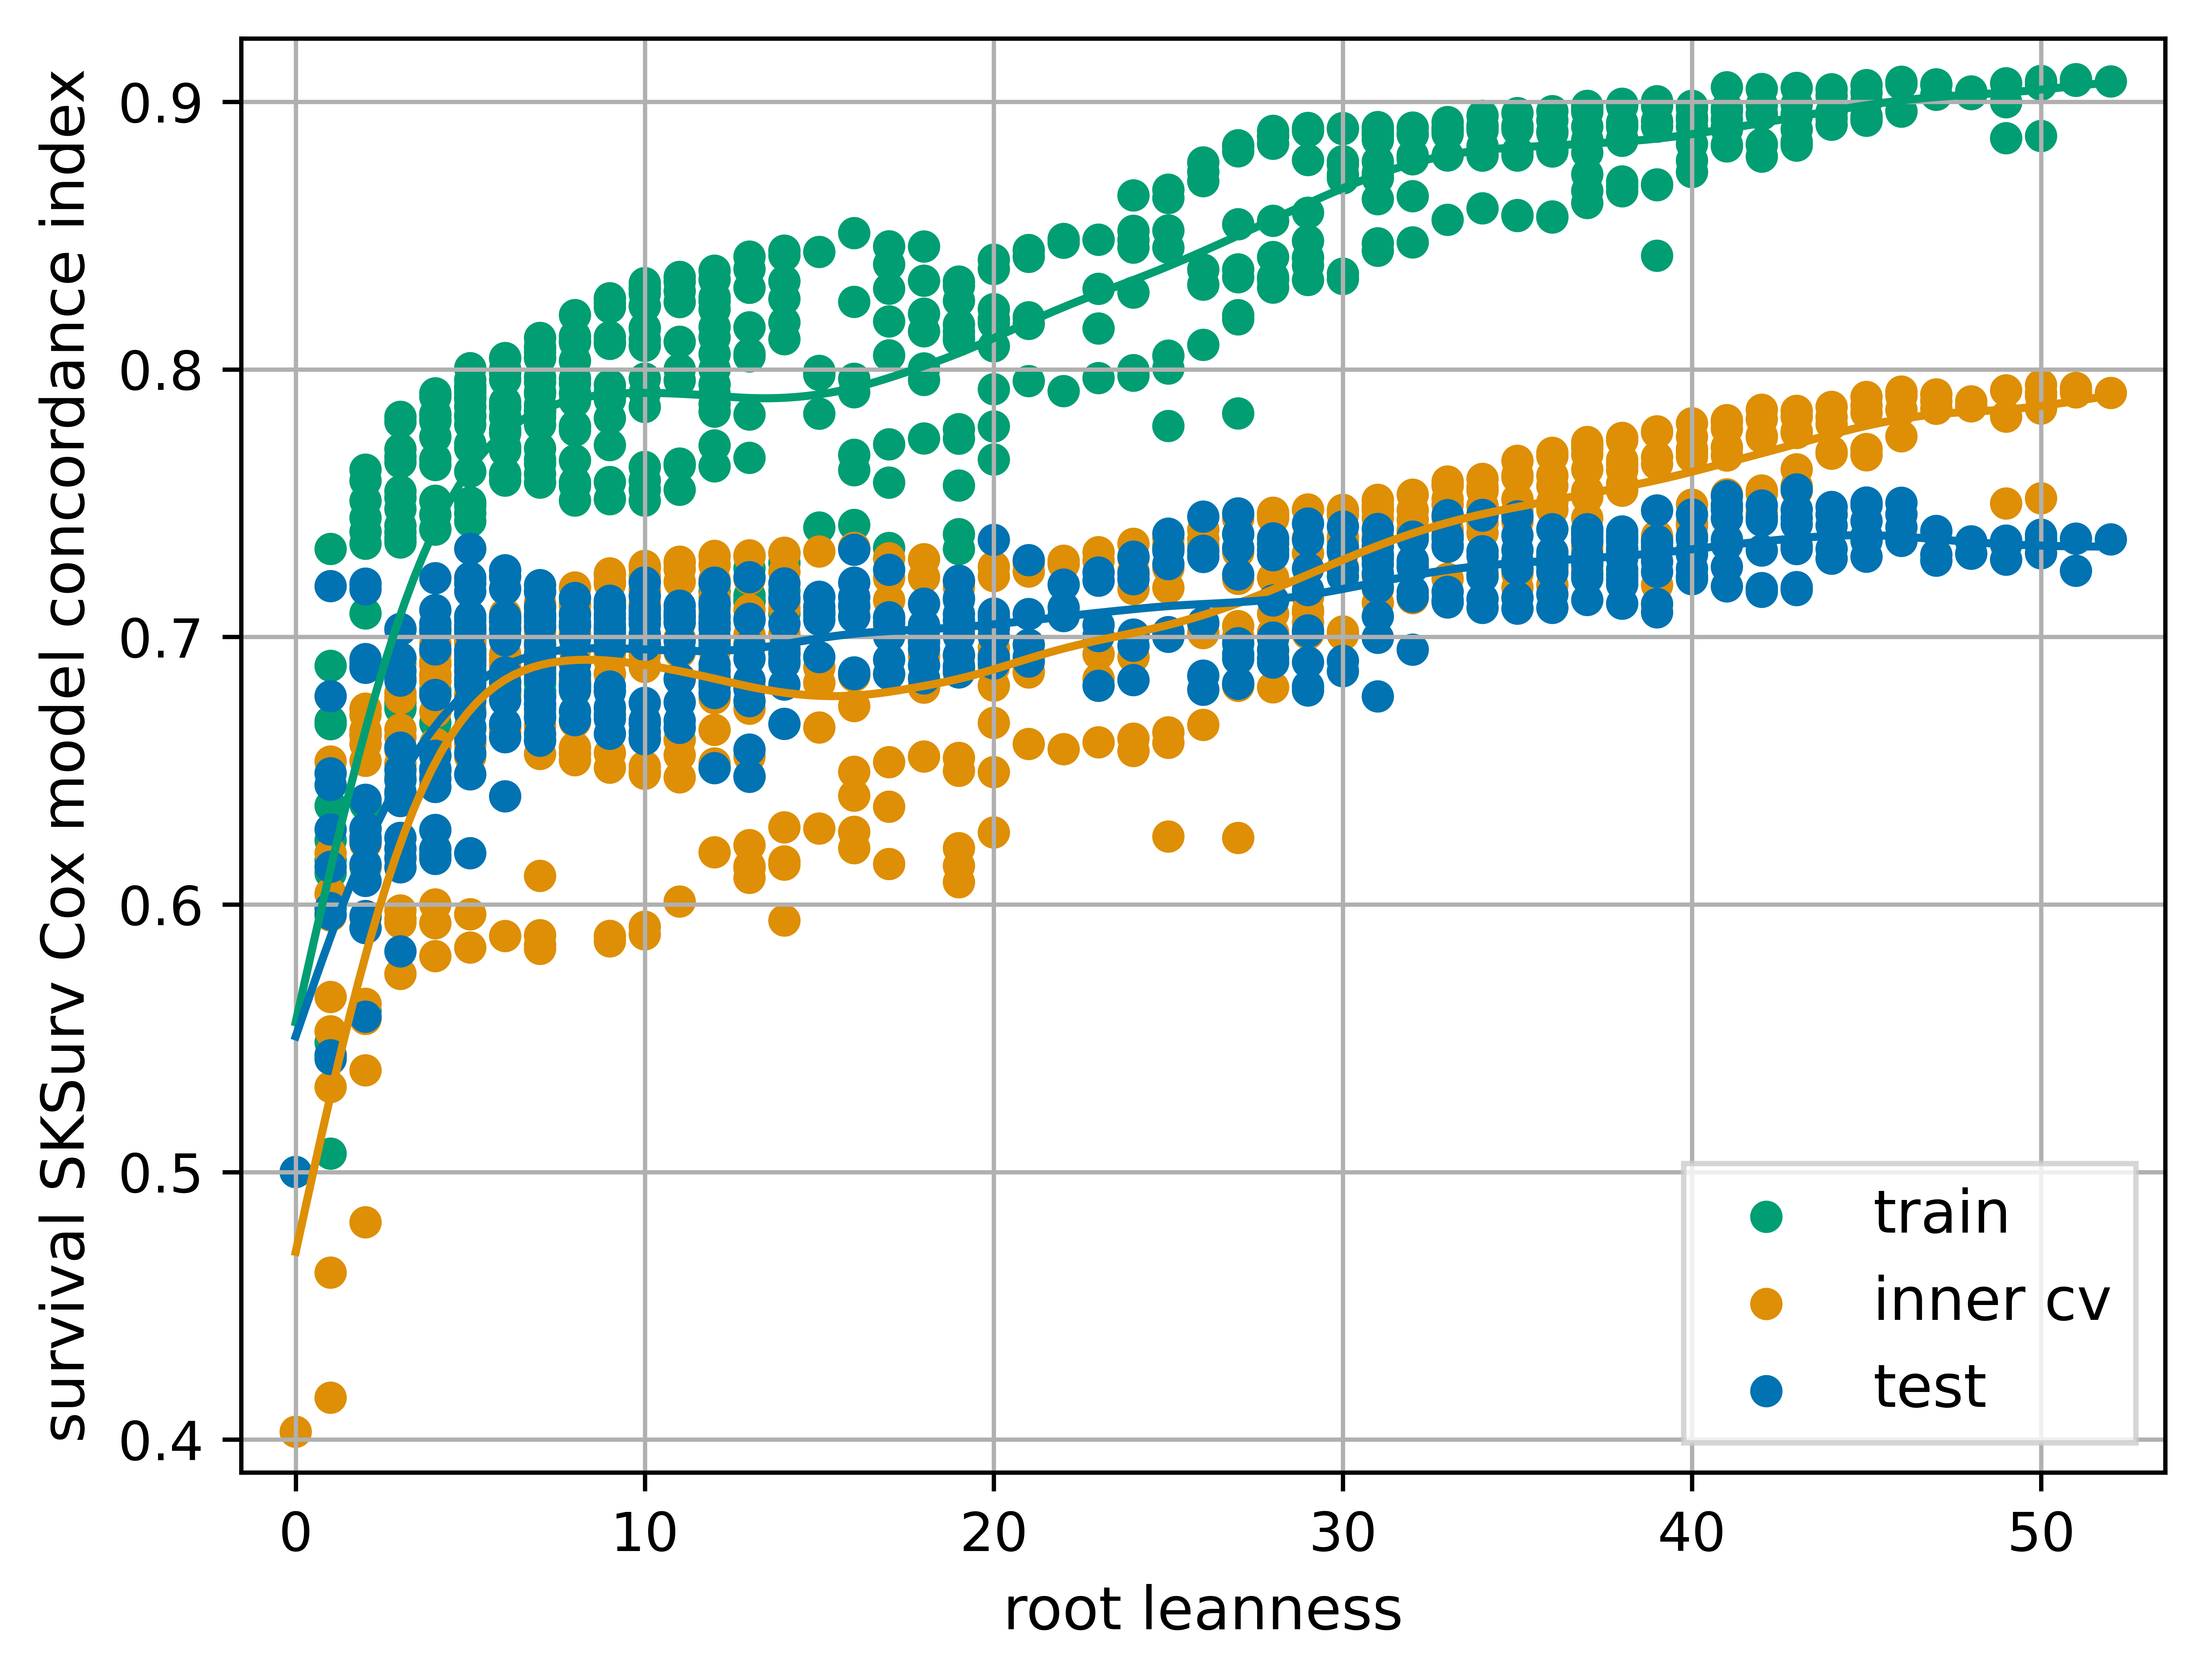 survival SKSurv Cox model concordance index
0.9
0.8
0.7
0.6
0.5
0.4
train
inner cv
test
0 10 20 30 40 50
root leanness